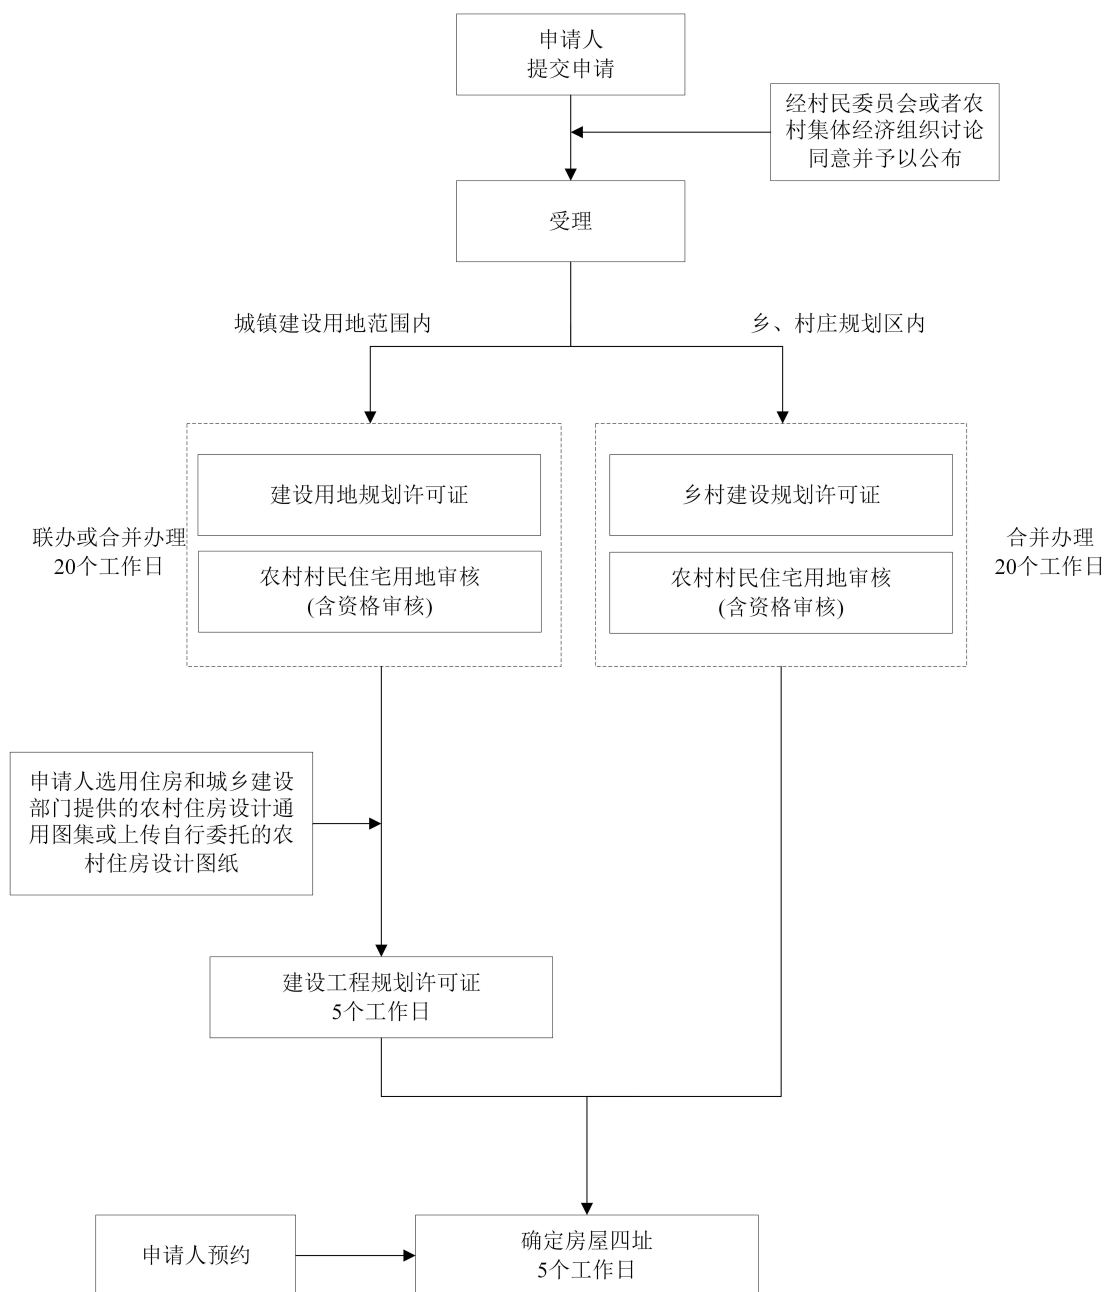 申请人
提交申请
经村民委员会或者农
村集体经济组织讨论
同意并予以公布
受理
城镇建设用地范围内
乡、村庄规划区内
联办或合并办理
20个工作日
建设用地规划许可证
农村村民住宅用地审核
(含资格审核)
乡村建设规划许可证
农村村民住宅用地审核
(含资格审核)
合并办理
20个工作日
申请人选用住房和城乡建设
部门提供的农村住房设计通
用图集或上传自行委托的农
村住房设计图纸
建设工程规划许可证
5个工作日
申请人预约
确定房屋四址
5个工作日